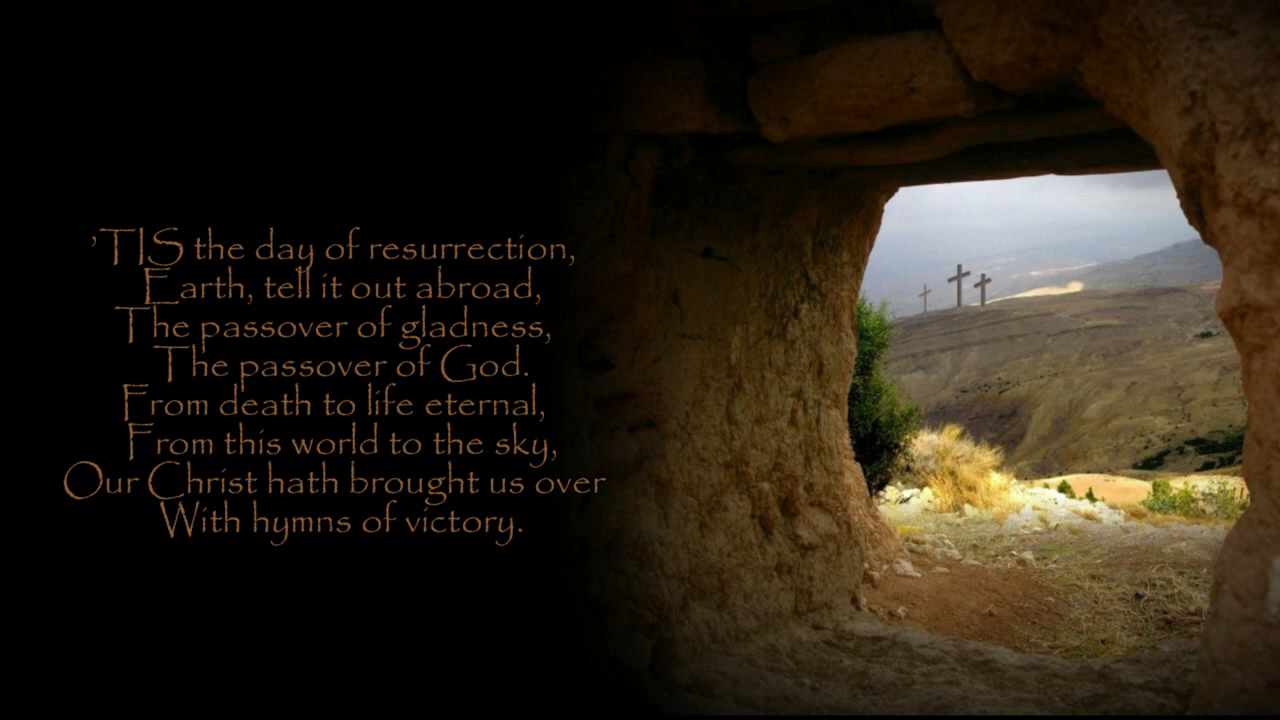 ’TIS the day of resurrection,
Earth, tell it out abroad,
The passover of gladness,
The passover of God.
From death to life eternal,
From this world to the sky,
Our Christ hath brought us over
With hymns of victory.